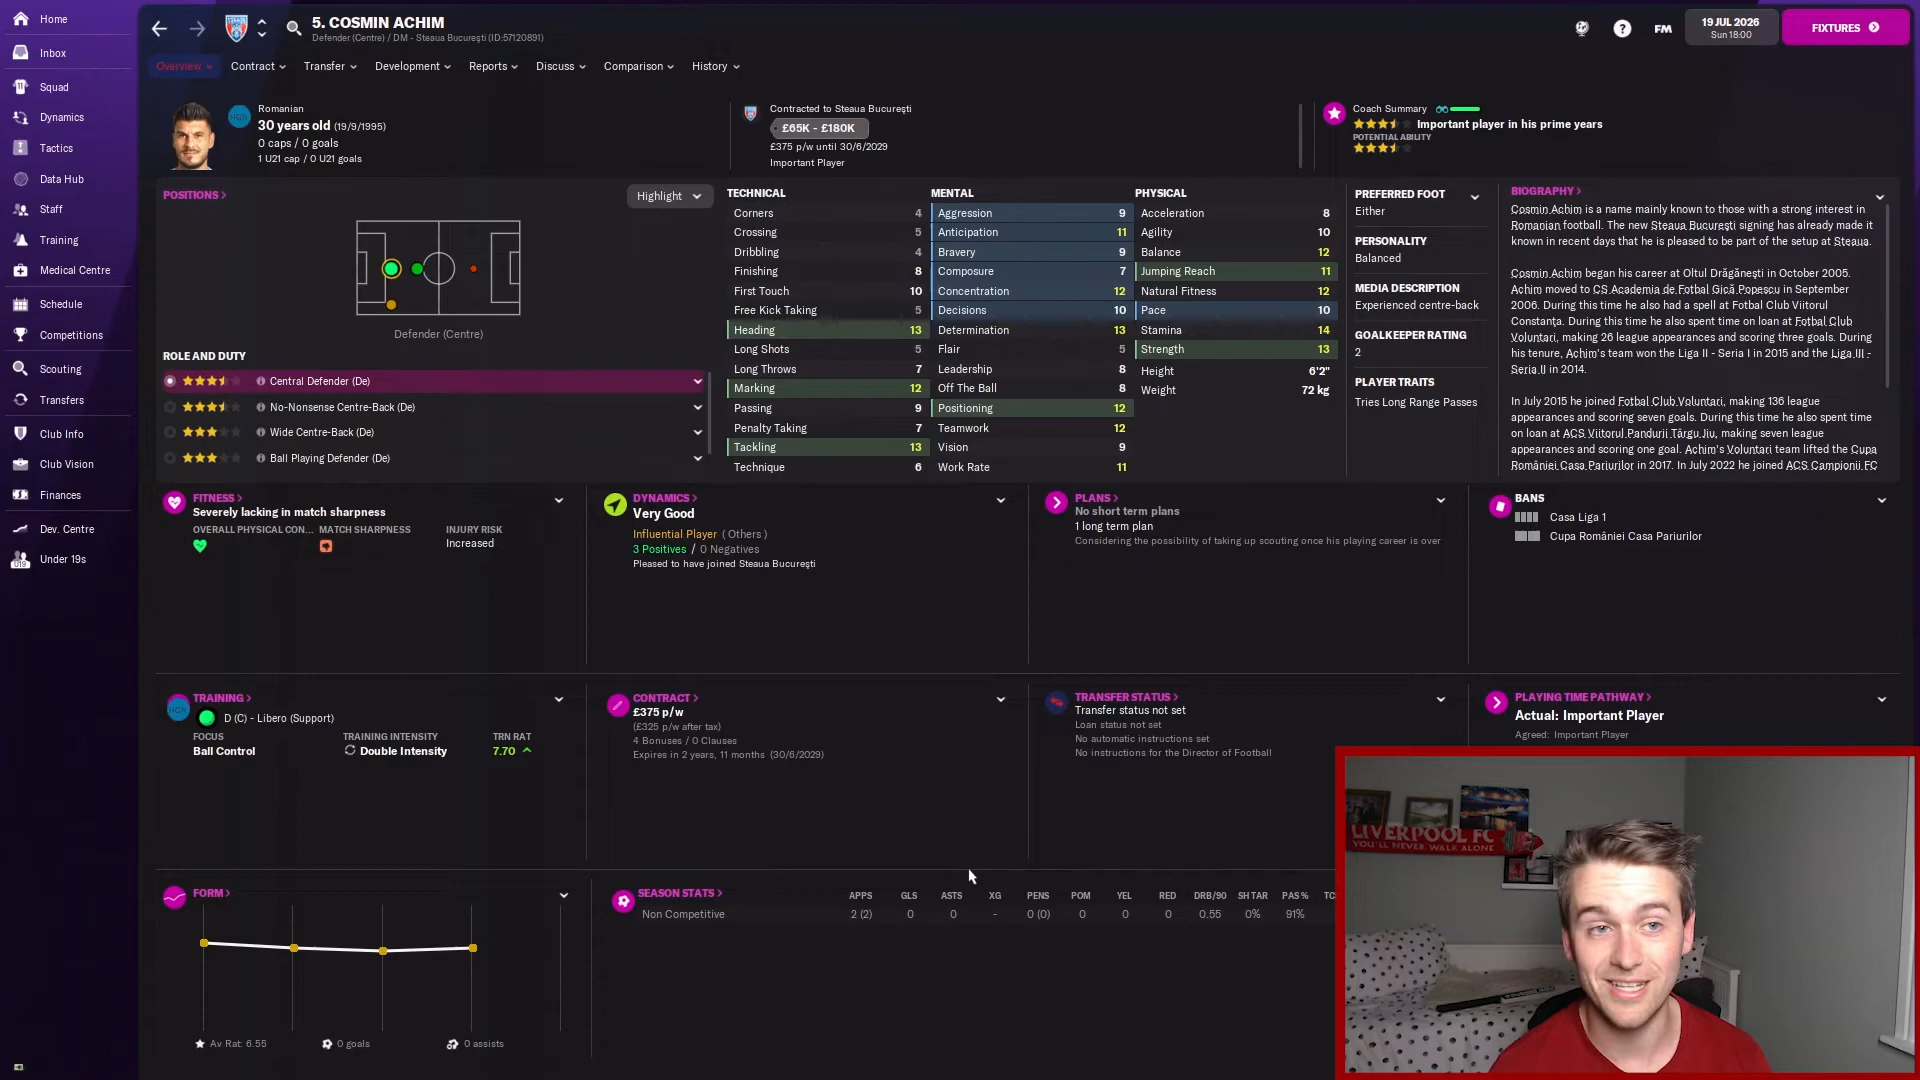 Home
Inbox
Squad
Dynamics
Tactics
Data Hub
Staff
Training
Medical Centre
Schedule
Competitions
Scouting
Transfers
Club Info
Club Vision
Finances
Dev. Centre
Under 19s
5. COSMIN ACHIM
Defender (Centre) / DM - Steaua Bucureşti (ID:57120891)
FM
19 JUL 2026
Sun 18:00
FIXTURES
Overview
Contract
Transfer
Development
Reports
Discuss
Comparison
History
HGN
Romanian
30 years old (19/9/1995)
0 caps / 0 goals
1 U21 cap / 0 U21 goals
Contracted to Steaua Bucureşti
£65K - £180K
£375 p/w until 30/6/2029
Important Player
Coach Summary
Important player in his prime years
POTENTIAL ABILITY
POSITIONS
Highlight
Defender (Centre)
ROLE AND DUTY
Central Defender (De)
No-Nonsense Centre-Back (De)
Wide Centre-Back (De)
Ball Playing Defender (De)
TECHNICAL
Corners 4
Crossing 5
Dribbling 4
Finishing 8
First Touch 10
Free Kick Taking 5
Heading 13
Long Shots 5
Long Throws 7
Marking 12
Passing 9
Penalty Taking 7
Tackling 13
Technique 6
MENTAL
Aggression 9
Anticipation 11
Bravery 9
Composure 7
Concentration 12
Decisions 10
Determination 13
Flair 5
Leadership 8
Off The Ball 8
Positioning 12
Teamwork 12
Vision 9
Work Rate 11
PHYSICAL
Acceleration 8
Agility 10
Balance 12
Jumping Reach 11
Natural Fitness 12
Pace 10
Stamina 14
Strength 13
Height 6'2"
Weight 72 kg
PREFERRED FOOT
Either
PERSONALITY
Balanced
MEDIA DESCRIPTION
Experienced centre-back
GOALKEEPER RATING
2
PLAYER TRAITS
Tries Long Range Passes
BIOGRAPHY
Cosmin Achim is a name mainly known to those with a strong interest in
Romanian football. The new Steaua Bucureşti signing has already made it
known in recent days that he is pleased to be part of the setup at Steaua.
Cosmin Achim began his career at Oltul Drăgăneşti in October 2005.
Achim moved to CS Academia de Fotbal Gică Popescu in September
2006. During this time he also had a spell at Fotbal Club Viitorul
Constanţa. During this time he also spent time on loan at Fotbal Club
Voluntari, making 26 league appearances and scoring three goals. During
his tenure, Achim's team won the Liga II - Seria I in 2015 and the Liga III -
Seria II in 2014.
In July 2015 he joined Fotbal Club Voluntari, making 136 league
appearances and scoring seven goals. During this time he also spent time
on loan at ACS Viitorul Pandurii Târgu Jiu, making seven league
appearances and scoring one goal. Achim's Voluntari team lifted the Cupa
României Casa Pariurilor in 2017. In July 2022 he joined ACS Campionii FC
FITNESS
Severely lacking in match sharpness
OVERALL PHYSICAL CON...
MATCH SHARPNESS
INJURY RISK
Increased
DYNAMICS
Very Good
Influential Player ( Others )
3 Positives / 0 Negatives
Pleased to have joined Steaua Bucureşti
PLANS
No short term plans
1 long term plan
Considering the possibility of taking up scouting once his playing career is over
BANS
Casa Liga 1
Cupa României Casa Pariurilor
HGN
TRAINING
D (C) - Libero (Support)
FOCUS
Ball Control
TRAINING INTENSITY
Double Intensity
TRN RAT
7.70
CONTRACT
£375 p/w
(£325 p/w after tax)
4 Bonuses / 0 Clauses
Expires in 2 years, 11 months (30/6/2029)
TRANSFER STATUS
Transfer status not set
Loan status not set
No automatic instructions set
No instructions for the Director of Football
PLAYING TIME PATHWAY
Actual: Important Player
Agreed: Important Player
FORM
Av Rat: 6.55
0 goals
0 assists
SEASON STATS
APPS GLS ASTS XG PENS POM YEL RED DRB/90 SH TAR PAS % TC
Non Competitive 2 (2) 0 0 - 0 (0) 0 0 0 0.55 0% 91%
LIVERPOOL FC
YOU'LL NEVER WALK ALONE